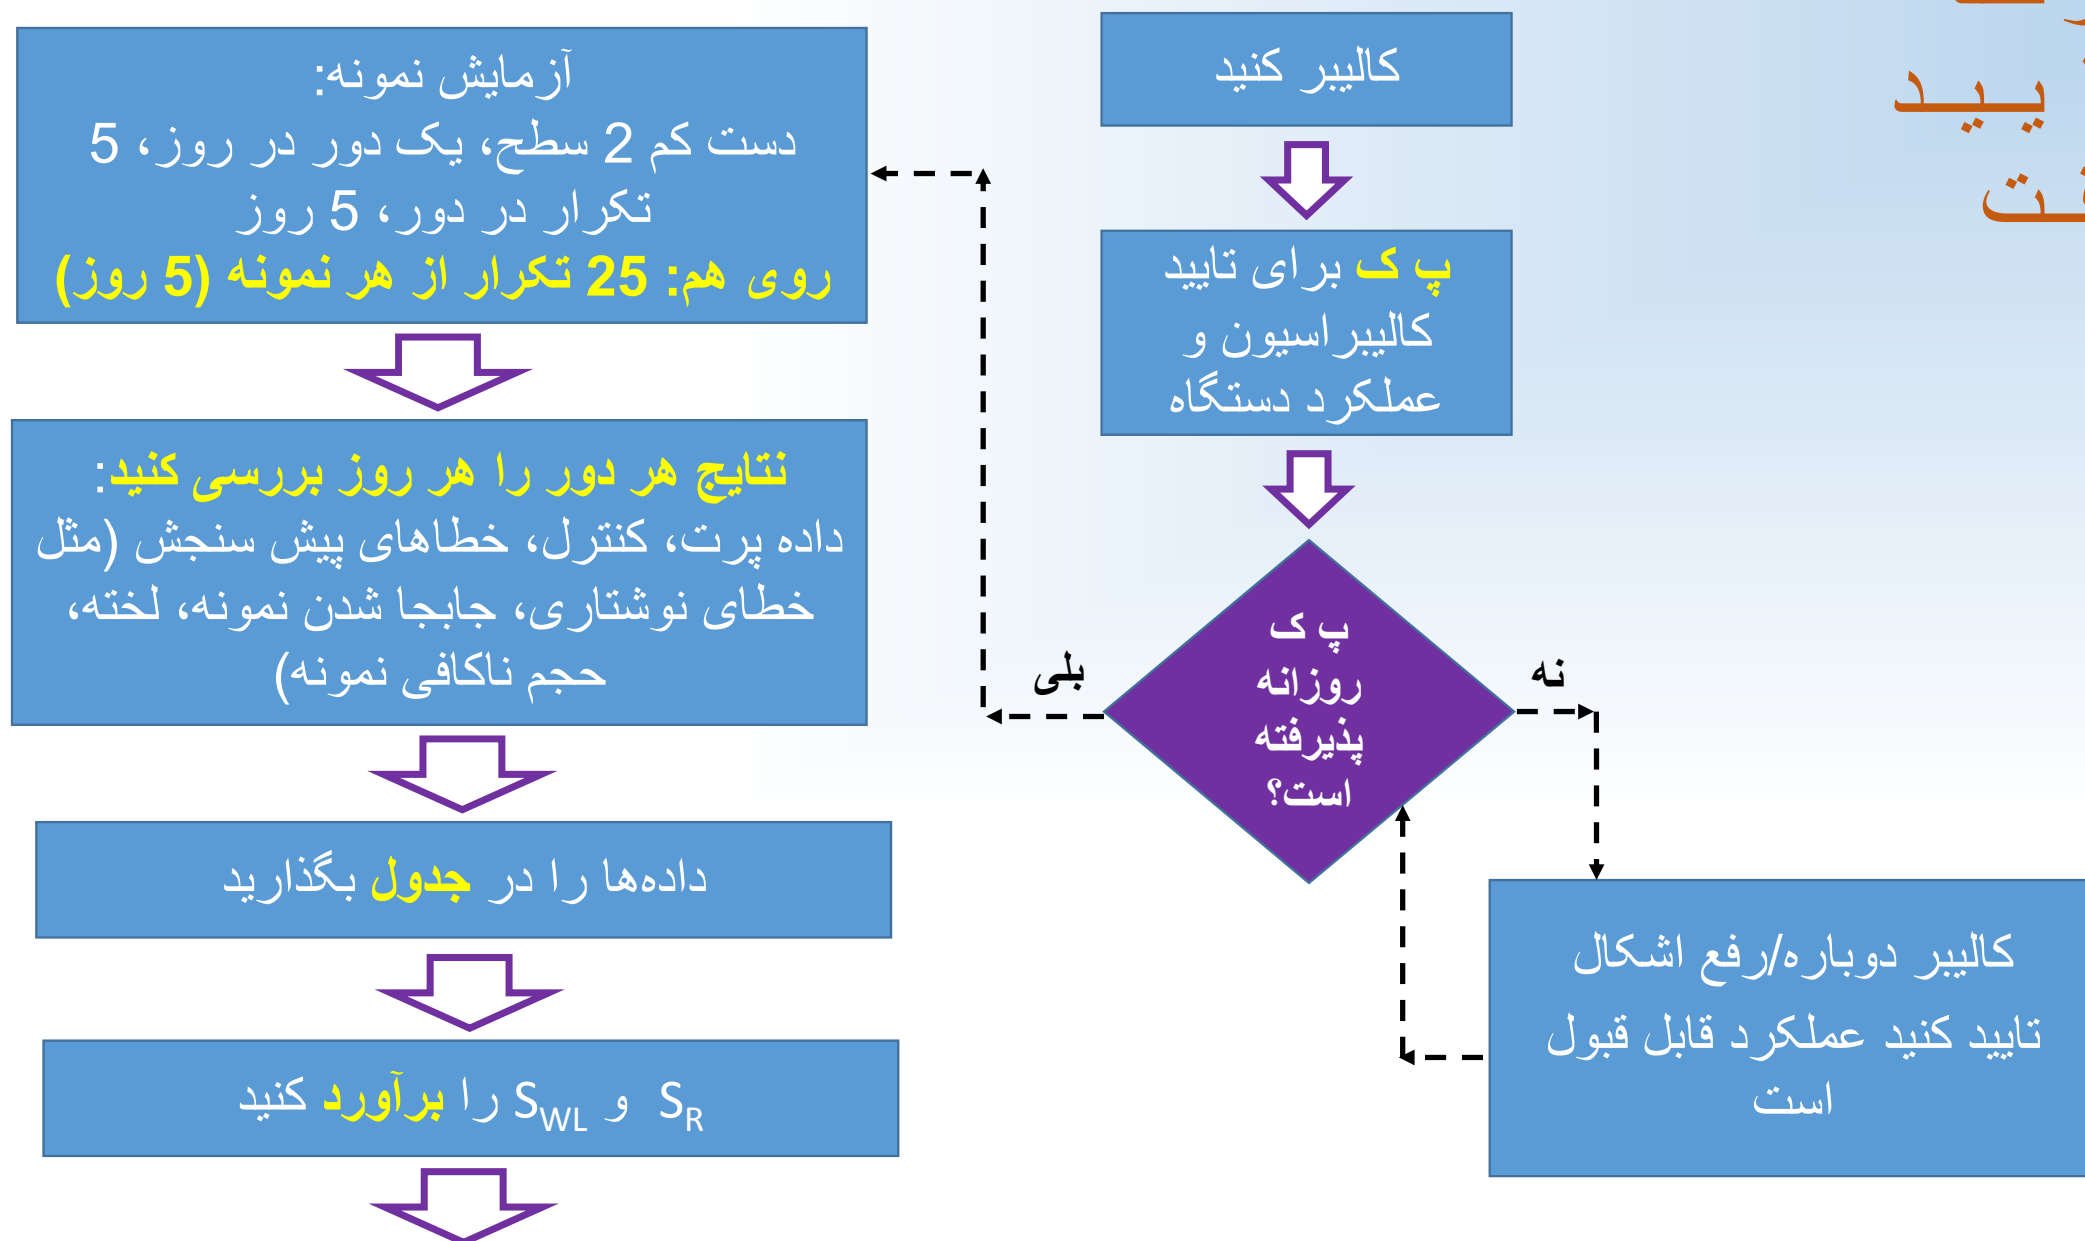 کالیبر کنید
پ ک برای تایید
کالیبراسیون و
عملکرد دستگاه
پ ک
روزانه
پذیرفته
است؟
نه
بلی
کالیبر دوباره/رفع اشکال
تایید کنید عملکرد قابل قبول
است
آزمایش نمونه:
دست کم 2 سطح، یک دور در روز، 5
تکرار در دور، 5 روز
روی هم: 25 تکرار از هر نمونه (5 روز)
نتایج هر دور را هر روز بررسی کنید:
داده پرت، کنترل، خطاهای پیش سنجش (مثل
خطای نوشتاری، جابجا شدن نمونه، لخته،
حجم ناکافی نمونه)
داده‌ها را در جدول بگذارید
S_R و S_WL را برآورد کنید